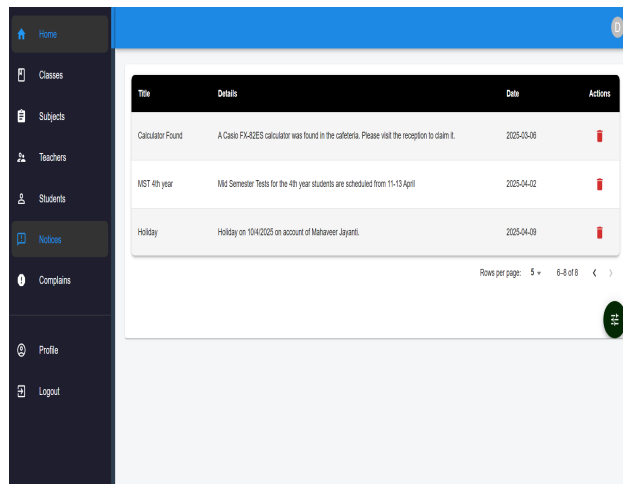 D
Home
Classes
Subjects
Teachers
Students
Notices
Complains
Profile
Logout
Title Details Date Actions
Calculator Found A Casio FX-82ES calculator was found in the cafeteria. Please visit the reception to claim it. 2025-03-06
MST 4th year Mid Semester Tests for the 4th year students are scheduled from 11-13 April 2025-04-02
Holiday Holiday on 10/4/2025 on account of Mahaveer Jayanti. 2025-04-09
Rows per page: 5 6–8 of 8